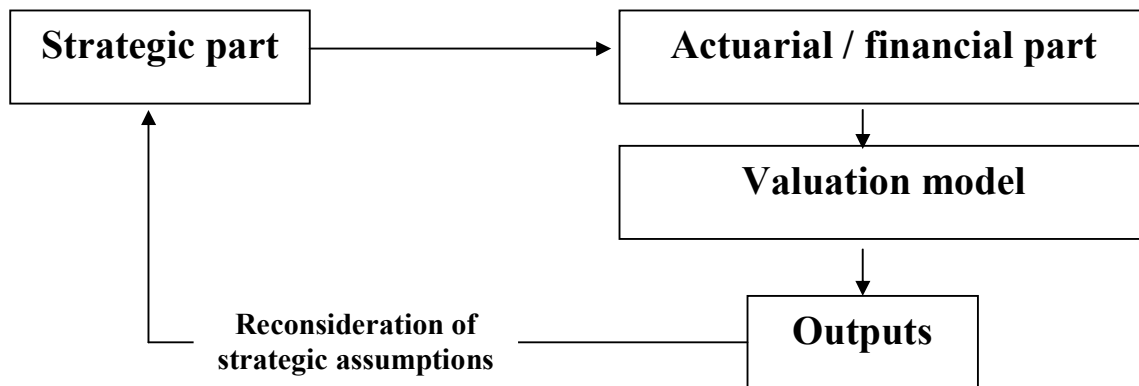 Strategic part
Actuarial / financial part
Valuation model
Outputs
Reconsideration of
strategic assumptions